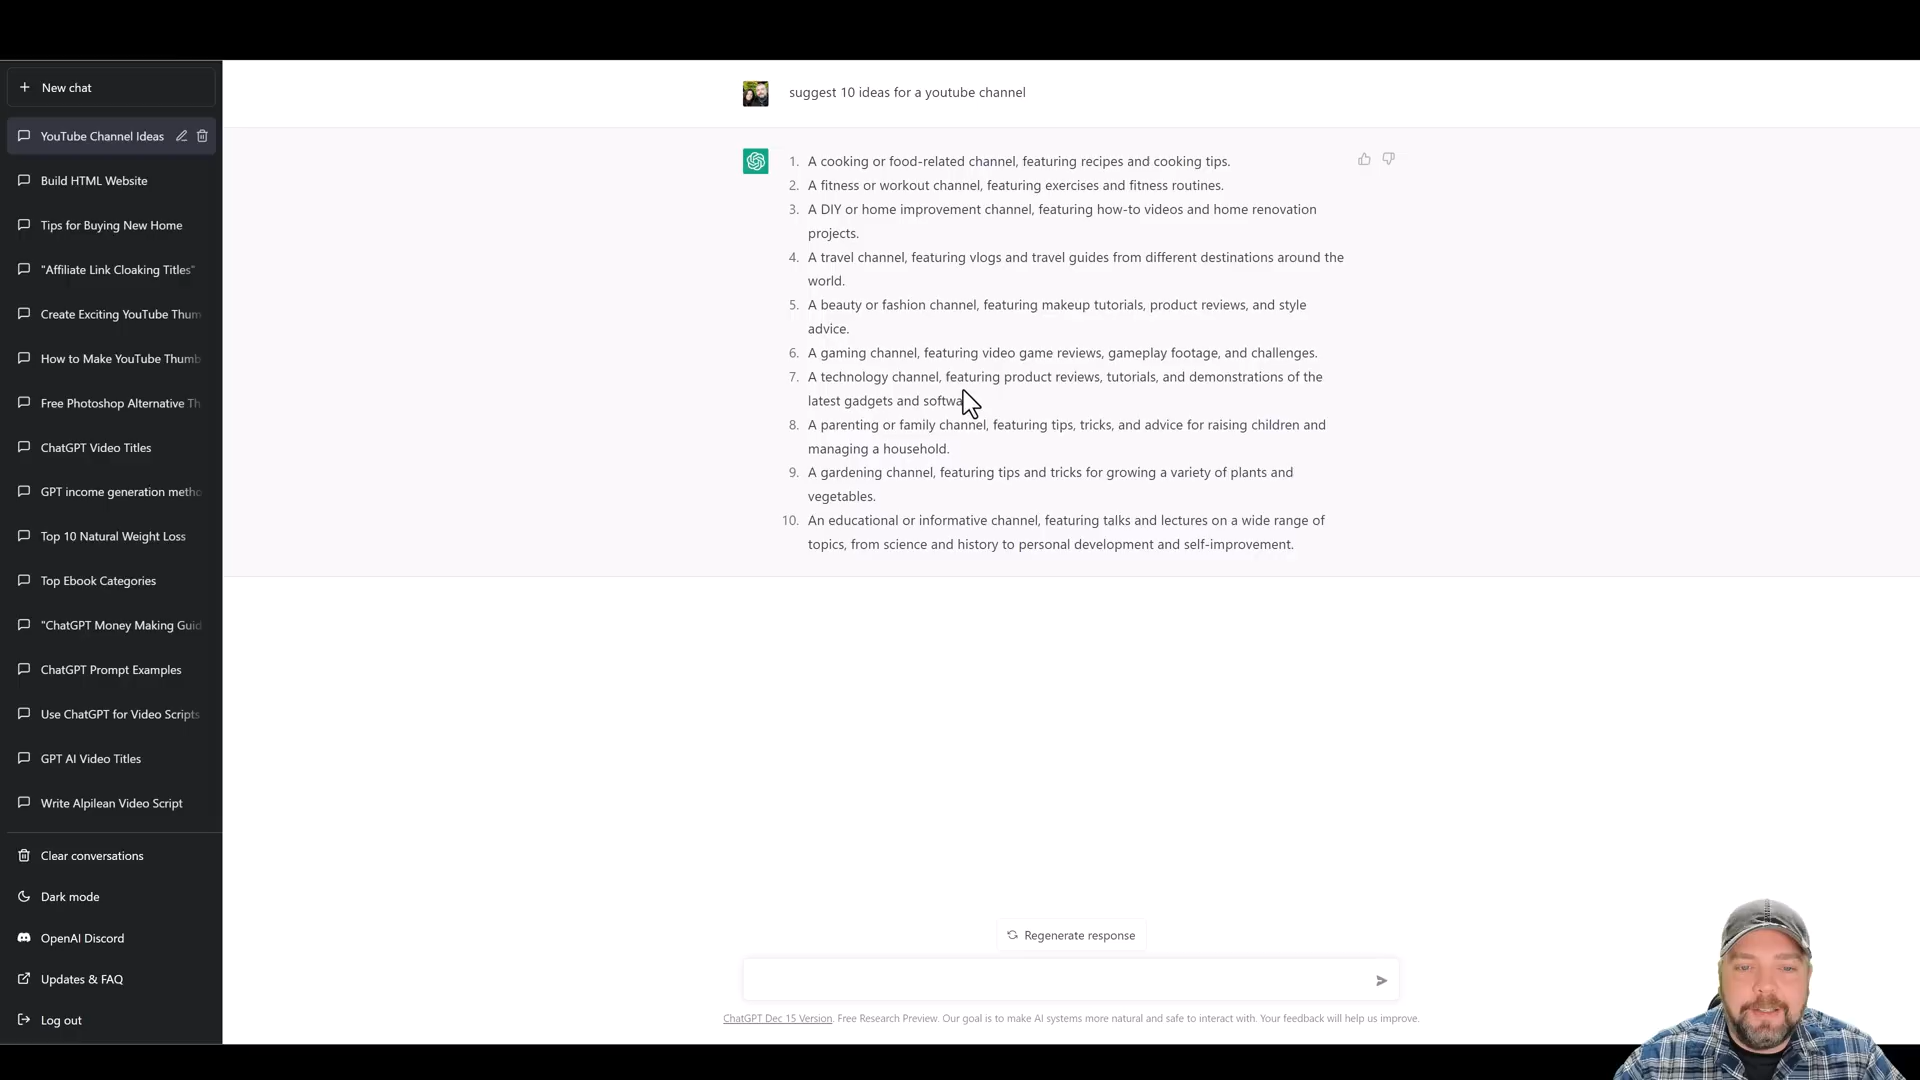 New chat
YouTube Channel Ideas
Build HTML Website
Tips for Buying New Home
"Affiliate Link Cloaking Titles"
Create Exciting YouTube Thum
How to Make YouTube Thumb
Free Photoshop Alternative Th
ChatGPT Video Titles
GPT income generation metho
Top 10 Natural Weight Loss
Top Ebook Categories
"ChatGPT Money Making Guid
ChatGPT Prompt Examples
Use ChatGPT for Video Scripts
GPT AI Video Titles
Write Alpilean Video Script
Clear conversations
Dark mode
OpenAI Discord
Updates & FAQ
Log out
suggest 10 ideas for a youtube channel
1. A cooking or food-related channel, featuring recipes and cooking tips.
2. A fitness or workout channel, featuring exercises and fitness routines.
3. A DIY or home improvement channel, featuring how-to videos and home renovation
projects.
4. A travel channel, featuring vlogs and travel guides from different destinations around the
world.
5. A beauty or fashion channel, featuring makeup tutorials, product reviews, and style
advice.
6. A gaming channel, featuring video game reviews, gameplay footage, and challenges.
7. A technology channel, featuring product reviews, tutorials, and demonstrations of the
latest gadgets and softwa
8. A parenting or family channel, featuring tips, tricks, and advice for raising children and
managing a household.
9. A gardening channel, featuring tips and tricks for growing a variety of plants and
vegetables.
10. An educational or informative channel, featuring talks and lectures on a wide range of
topics, from science and history to personal development and self-improvement.
Regenerate response
ChatGPT Dec 15 Version. Free Research Preview. Our goal is to make AI systems more natural and safe to interact with. Your feedback will help us improve.